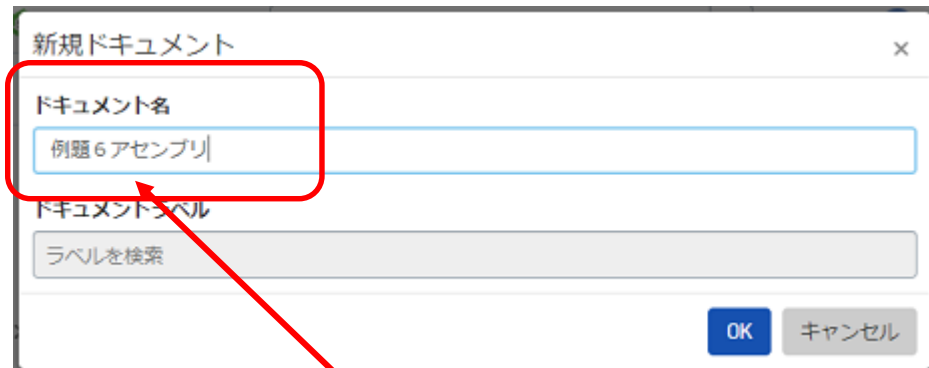 新規ドキュメント
×
ドキュメント名
例題6アセンブリ
ドキュメントラベル
ラベルを検索
OK キャンセル